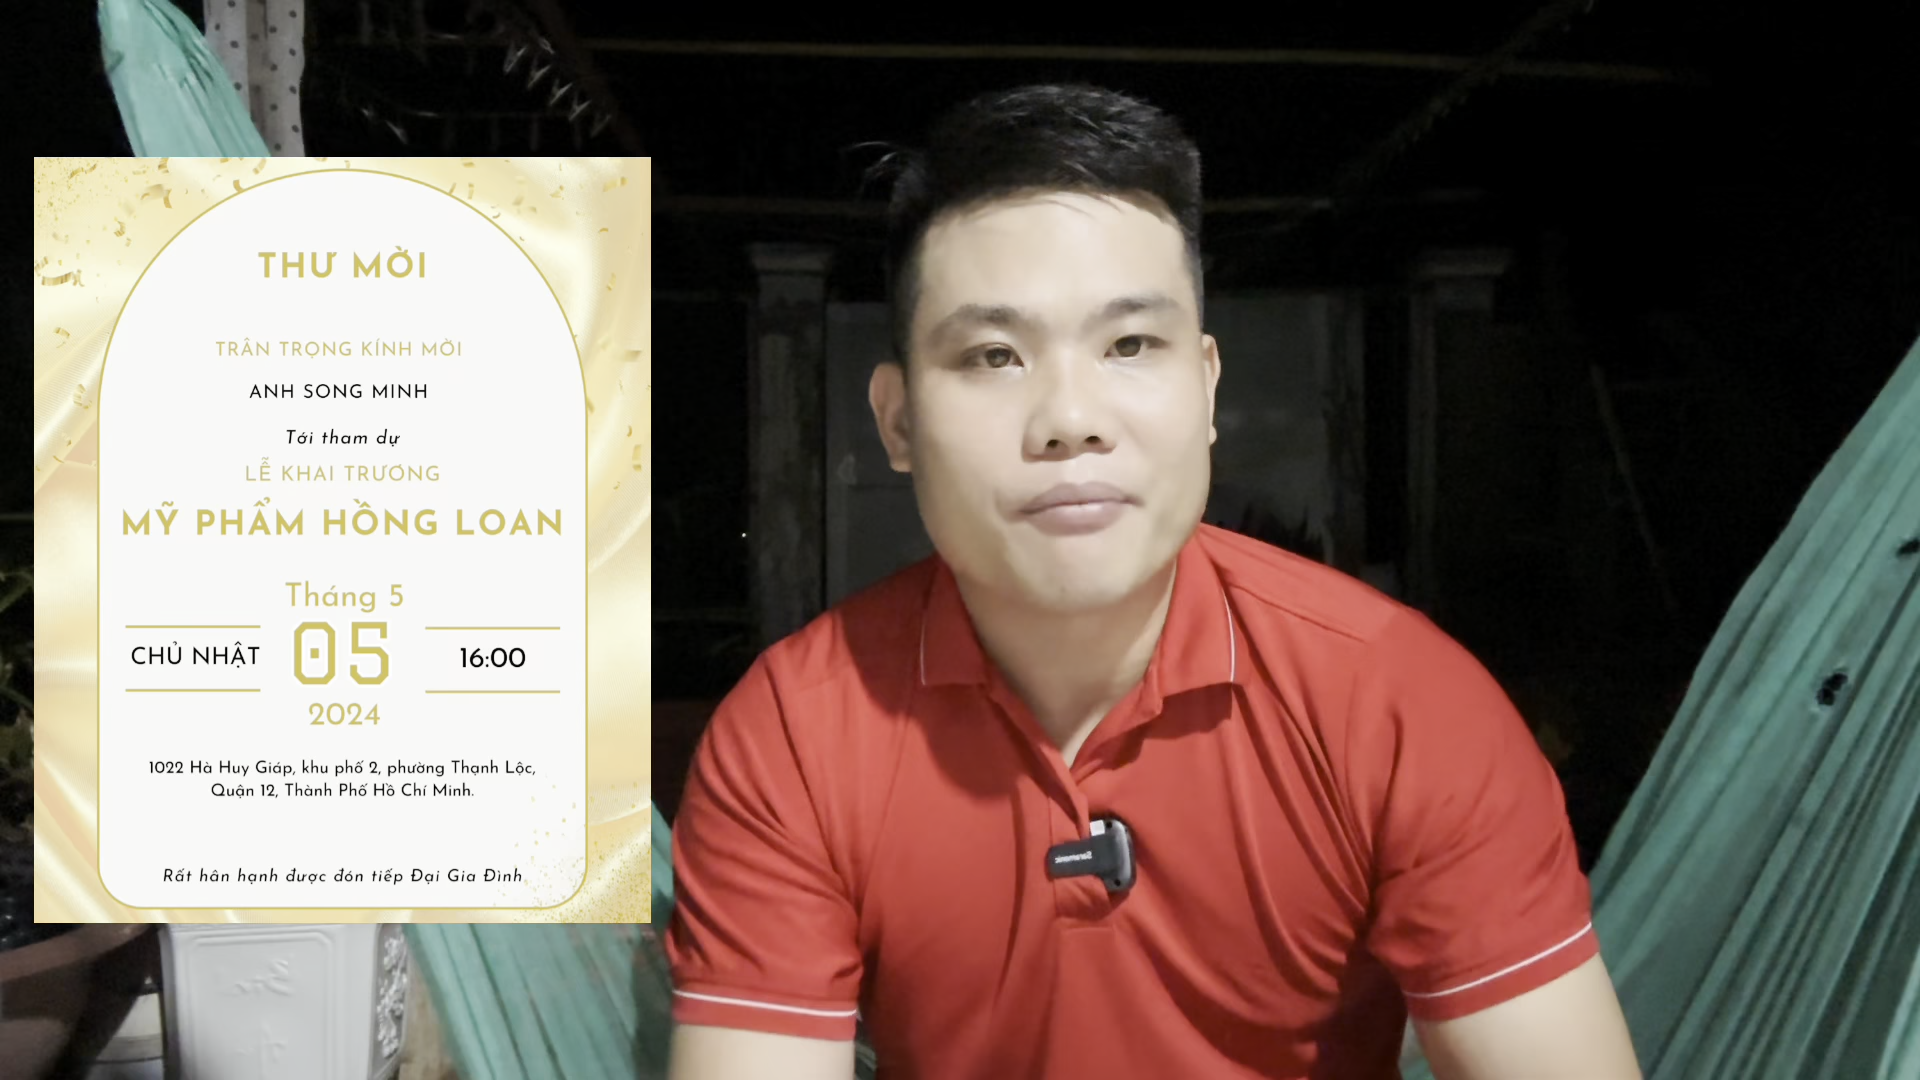 THƯ MỜI
TRÂN TRỌNG KÍNH MỜI
ANH SONG MINH
Tới tham dự
LỄ KHAI TRƯƠNG
MỸ PHẨM HỒNG LOAN
Tháng 5
CHỦ NHẬT 05 16:00
2024
1022 Hà Huy Giáp, khu phố 2, phường Thạnh Lộc,
Quận 12, Thành Phố Hồ Chí Minh.
Rất hân hạnh được đón tiếp Đại Gia Đình
Saramonic